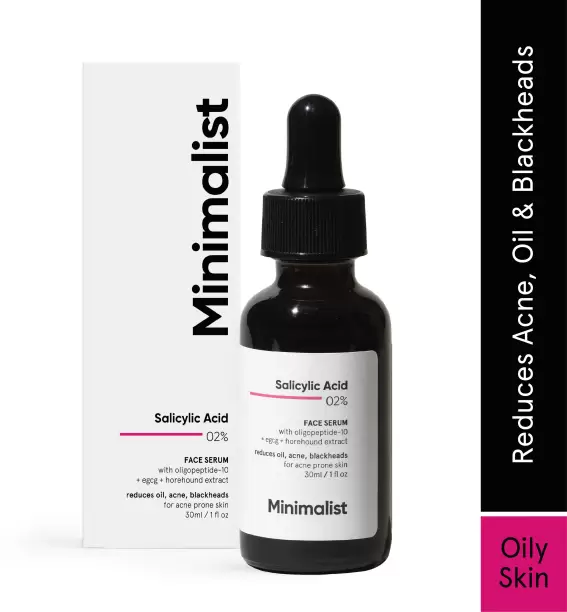 Minimalist
Salicylic Acid
02%
FACE SERUM
with oligopeptide-10
+ egcg + horehound extract
reduces oil, acne, blackheads
for acne prone skin
30ml / 1 fl oz
Salicylic Acid
02%
FACE SERUM
with oligopeptide-10
+ egcg + horehound extract
reduces oil, acne, blackheads
for acne prone skin
30ml / 1 fl oz
Minimalist
Reduces Acne, Oil & Blackheads
Oily
Skin